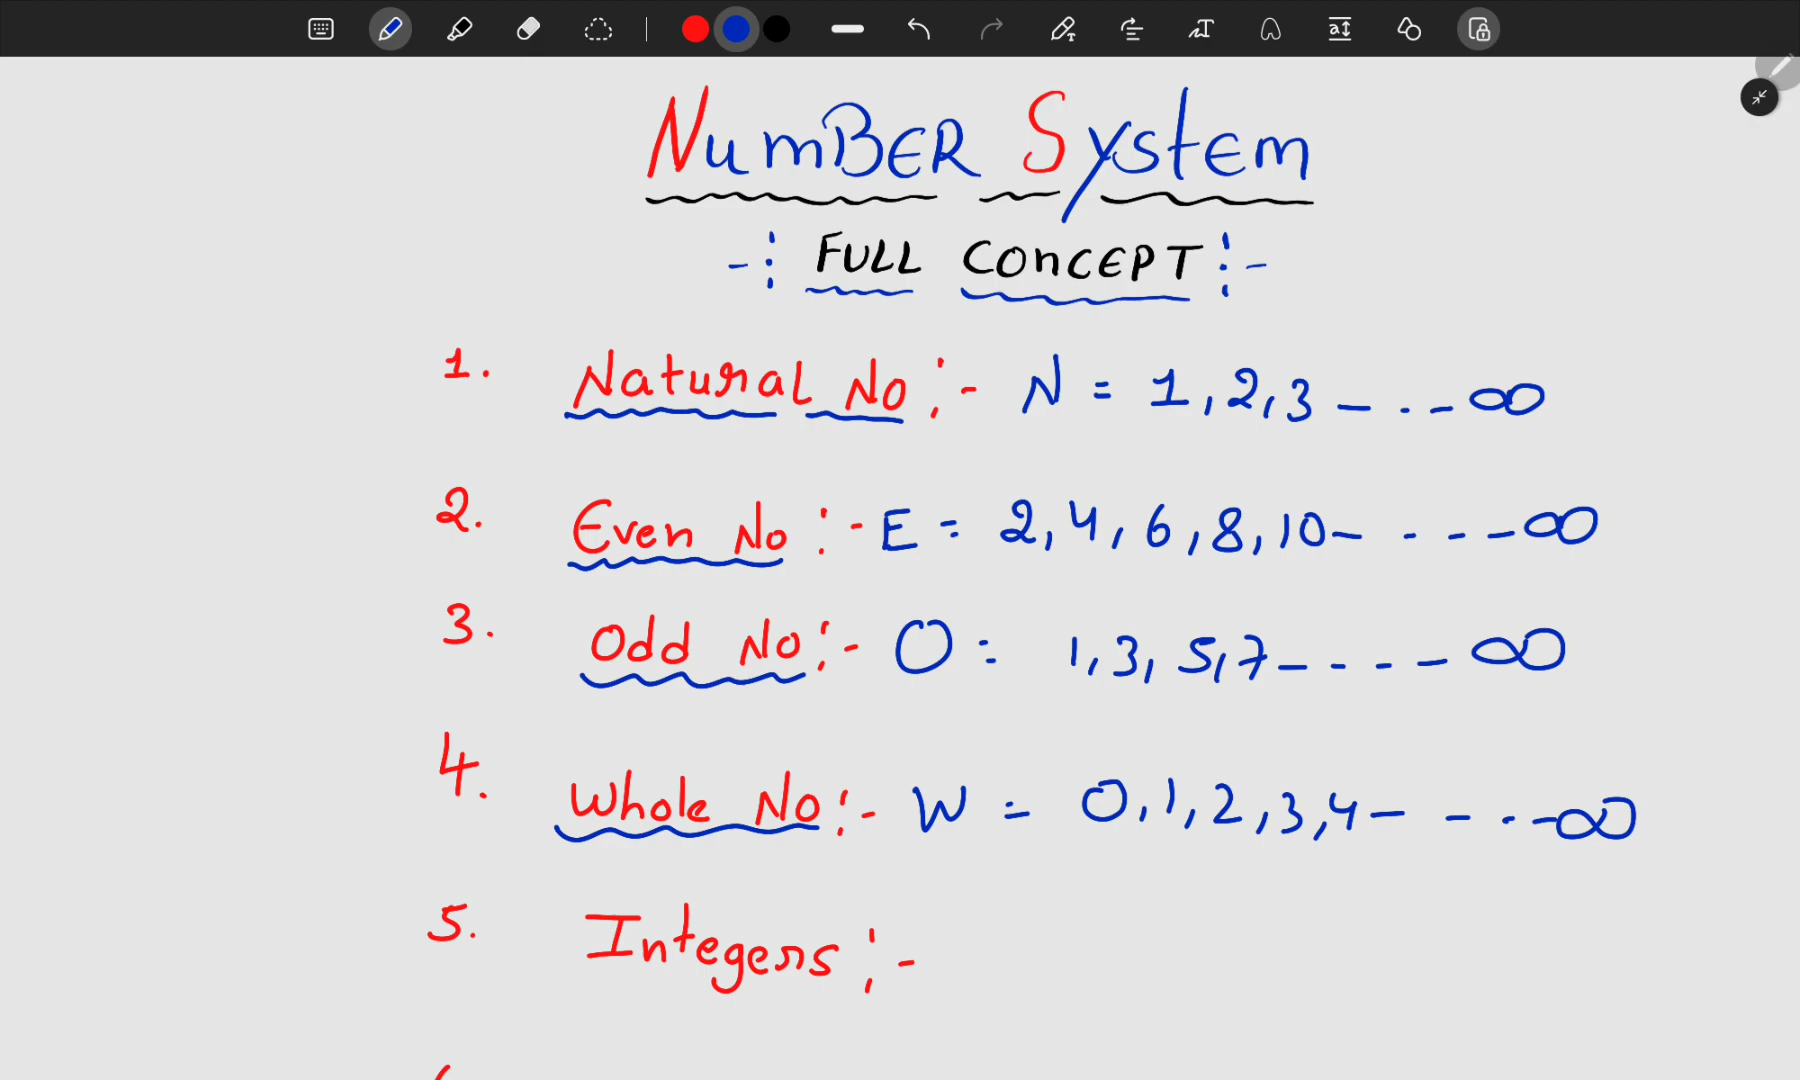 NumBER System
-: FULL ConCEPT :-
1. Natural No :- N = 1, 2, 3 - . . - ∞
2. Even No :- E = 2, 4, 6, 8, 10 - . - - - ∞
3. Odd No :- O = 1, 3, 5, 7 - - - - - ∞
4. Whole No :- W = 0, 1, 2, 3, 4 - - . . - ∞
5. Integers :-